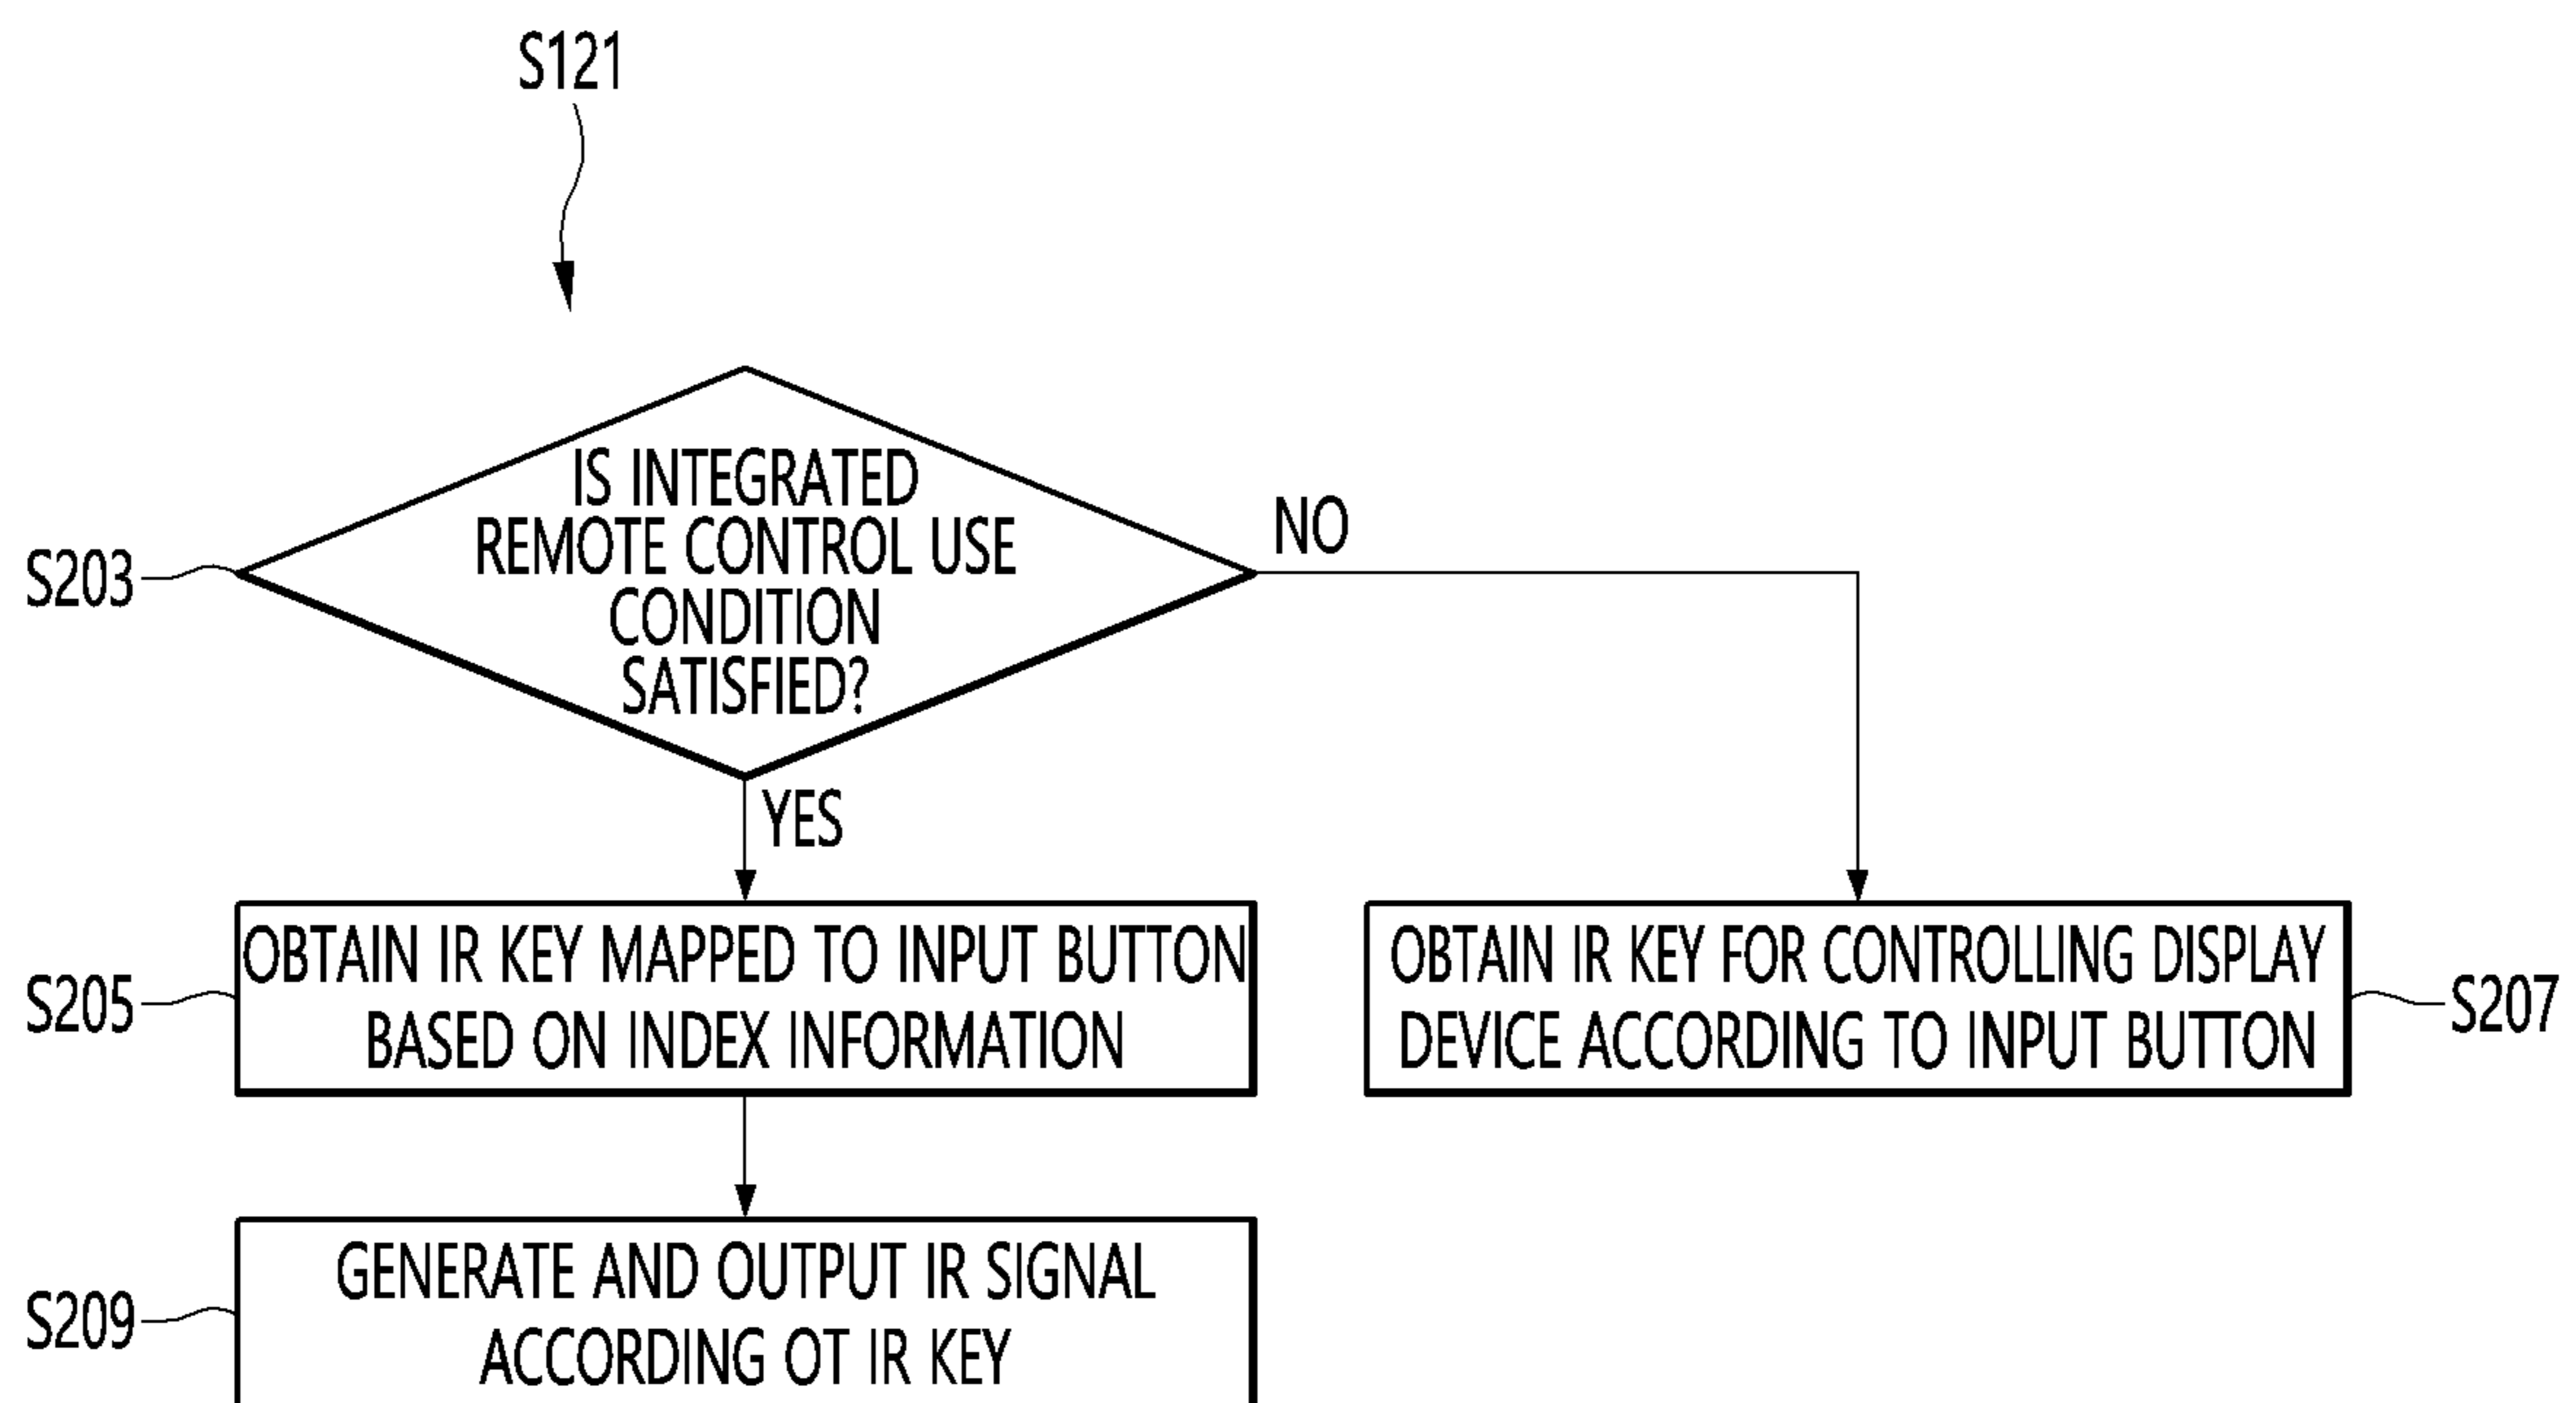 S121
IS INTEGRATED
REMOTE CONTROL USE
CONDITION
SATISFIED?
S203
NO
YES
OBTAIN IR KEY MAPPED TO INPUT BUTTON
BASED ON INDEX INFORMATION
S205
OBTAIN IR KEY FOR CONTROLLING DISPLAY
DEVICE ACCORDING TO INPUT BUTTON
S207
GENERATE AND OUTPUT IR SIGNAL
ACCORDING OT IR KEY
S209